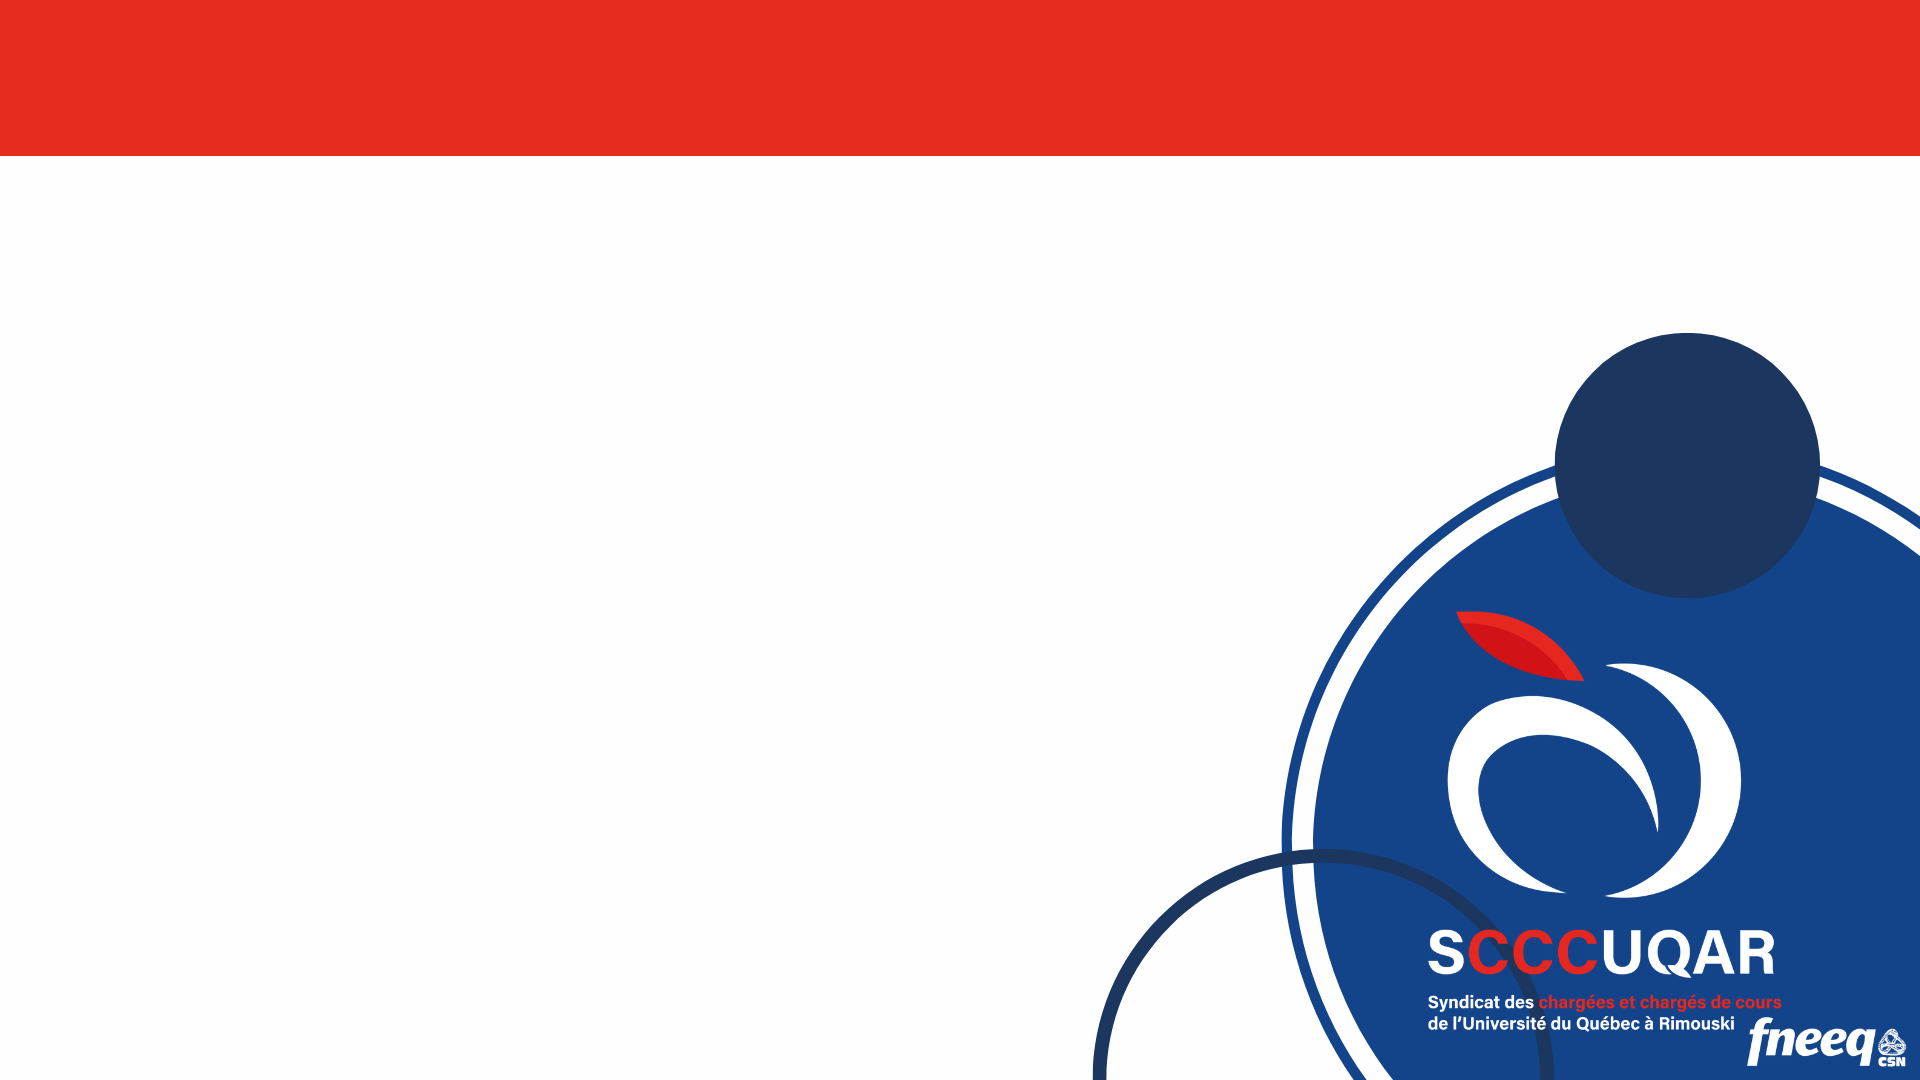 SCCCUQAR
Syndicat des chargées et chargés de cours
de l'Université du Québec à Rimouski
fneeq
CSN